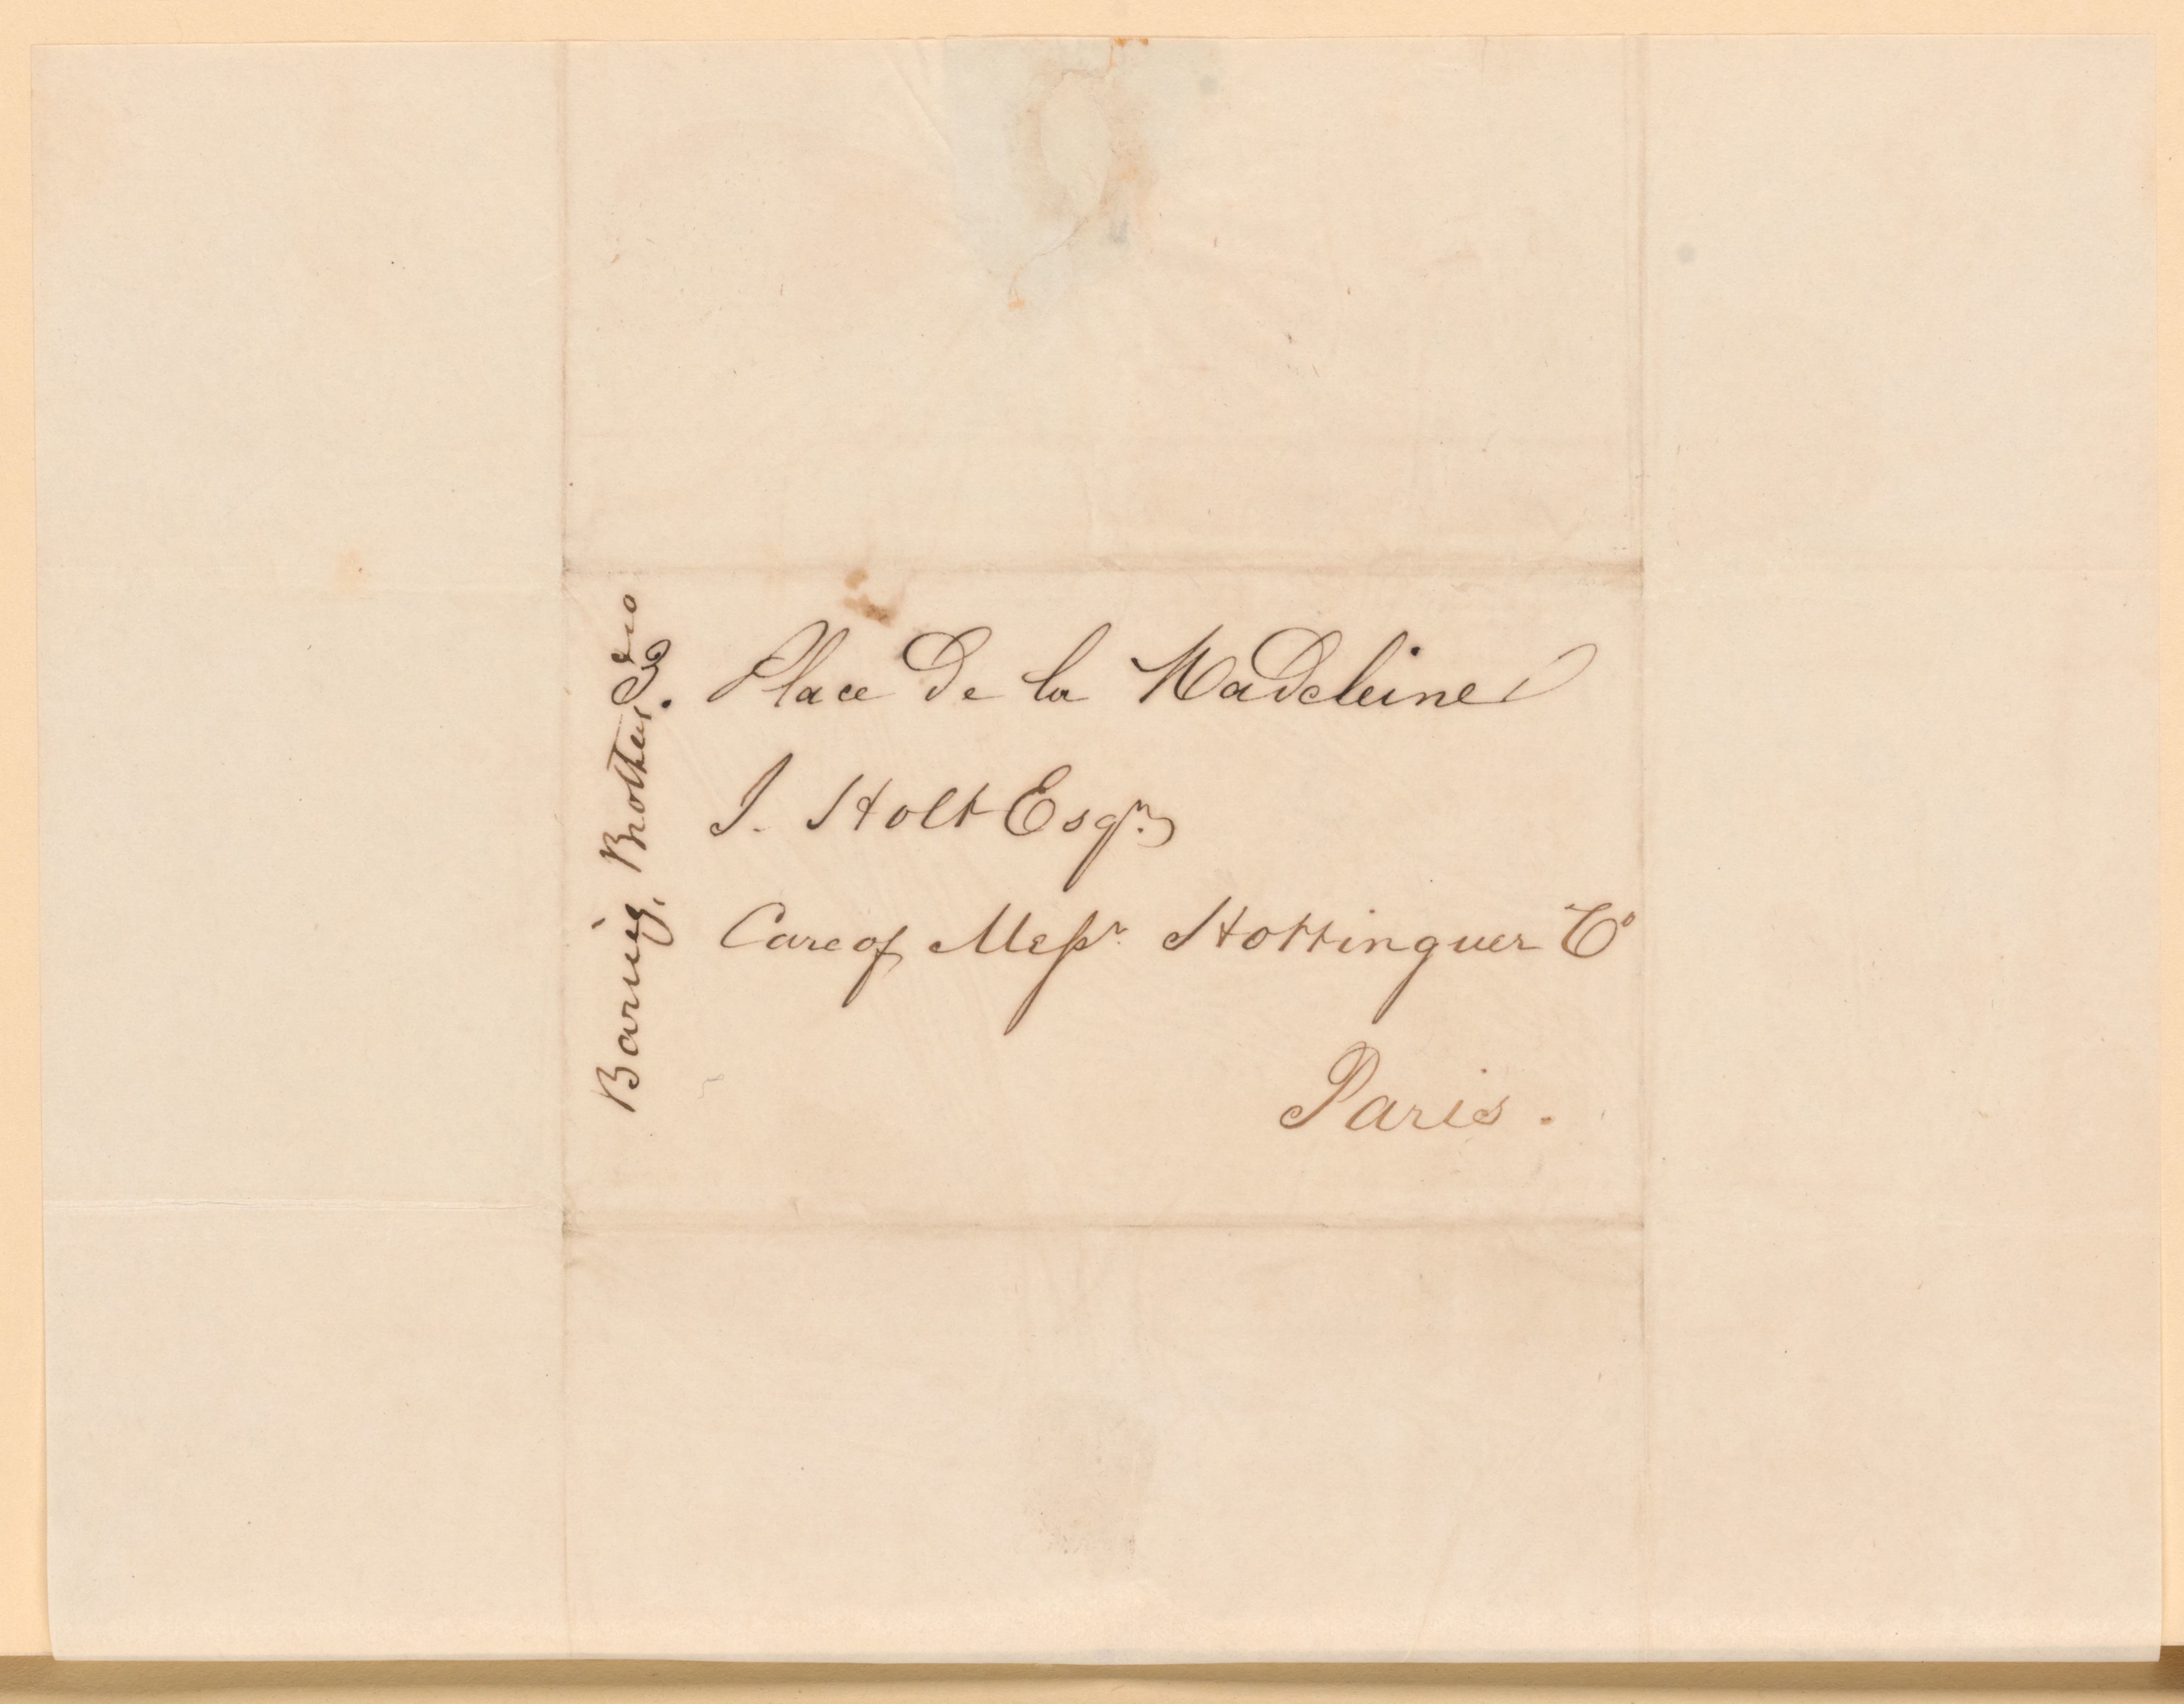 3. Place de la Madeleine
J. Holt Esqr.
Care of Messr. Hottinguer Co
Paris.
Baring, Brothers &Co